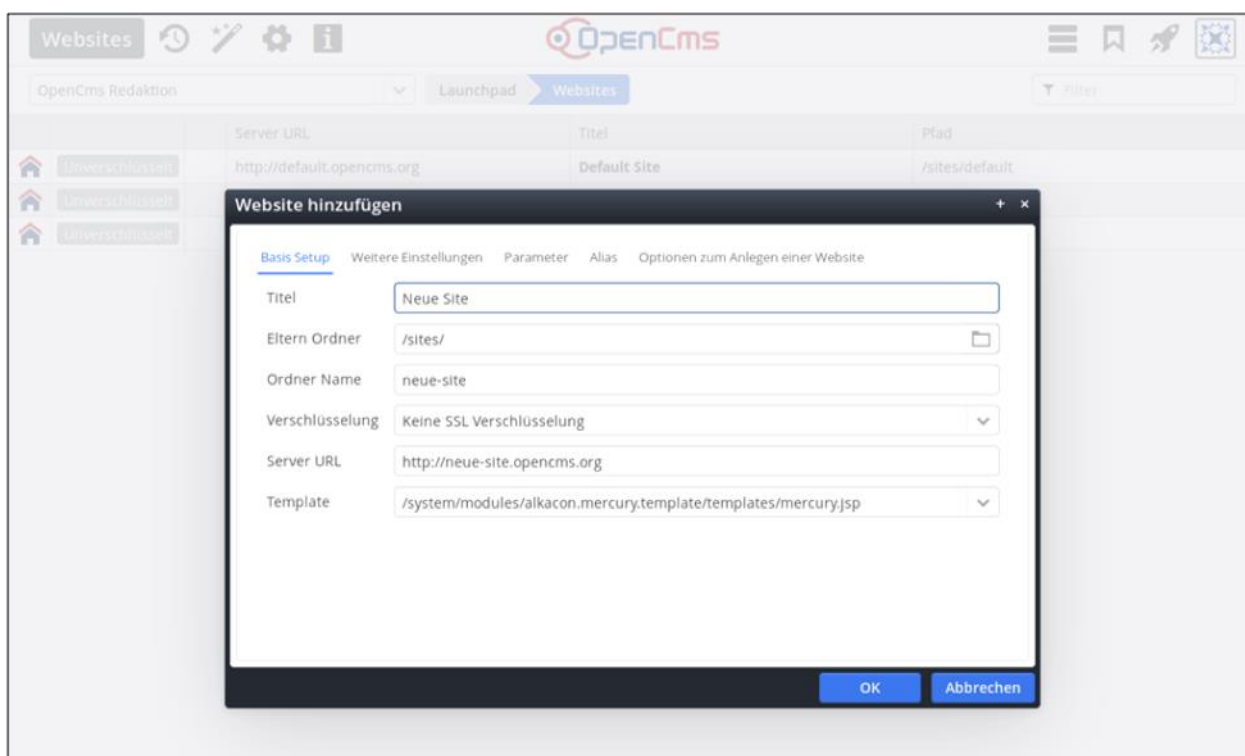 Websites
OpenCms
OpenCms Redaktion Launchpad Websites Filter
Server URL Titel Pfad
Unverschlüsselt http://default.opencms.org Default Site /sites/default
Unverschlüsselt
Unverschlüsselt
Website hinzufügen
Basis Setup Weitere Einstellungen Parameter Alias Optionen zum Anlegen einer Website
Titel Neue Site
Eltern Ordner /sites/
Ordner Name neue-site
Verschlüsselung Keine SSL Verschlüsselung
Server URL http://neue-site.opencms.org
Template /system/modules/alkacon.mercury.template/templates/mercury.jsp
OK Abbrechen